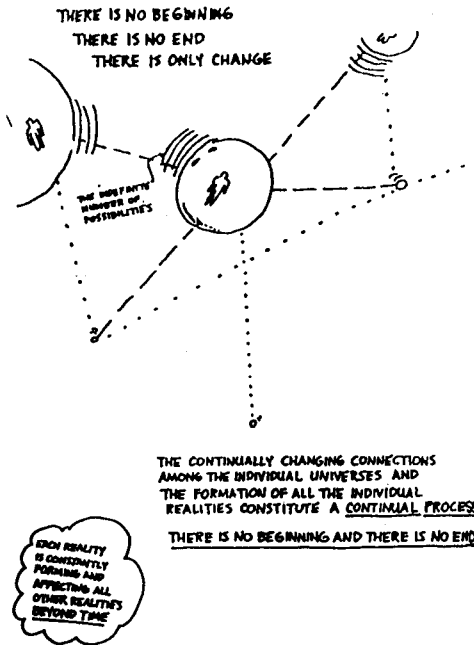 THERE IS NO BEGINNING
THERE IS NO END
THERE IS ONLY CHANGE
THE INDEFINITE
NUMBER OF
POSSIBILITIES
THE CONTINUALLY CHANGING CONNECTIONS
AMONG THE INDIVIDUAL UNIVERSES AND
THE FORMATION OF ALL THE INDIVIDUAL
REALITIES CONSTITUTE A CONTINUAL PROCESS
THERE IS NO BEGINNING AND THERE IS NO END
EACH REALITY
IS CONSTANTLY
FORMING AND
AFFECTING ALL
OTHER REALITIES
BEYOND TIME